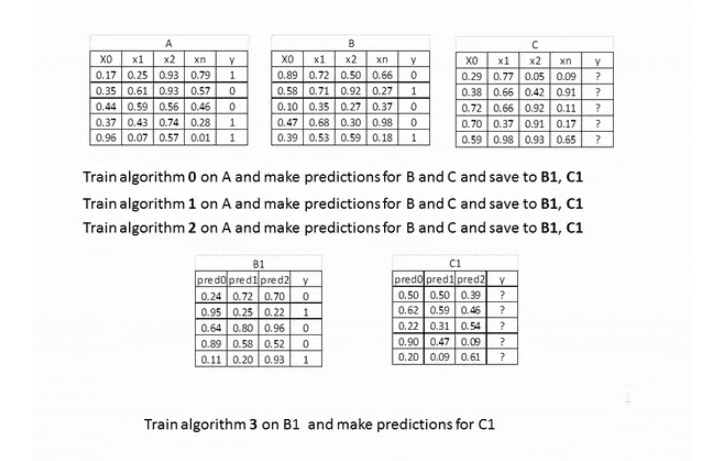 A
X0 x1 x2 xn y
0.17 0.25 0.93 0.79 1
0.35 0.61 0.93 0.57 0
0.44 0.59 0.56 0.46 0
0.37 0.43 0.74 0.28 1
0.96 0.07 0.57 0.01 1
B
X0 x1 x2 xn y
0.89 0.72 0.50 0.66 0
0.58 0.71 0.92 0.27 1
0.10 0.35 0.27 0.37 0
0.47 0.68 0.30 0.98 0
0.39 0.53 0.59 0.18 1
C
X0 x1 x2 xn y
0.29 0.77 0.05 0.09 ?
0.38 0.66 0.42 0.91 ?
0.72 0.66 0.92 0.11 ?
0.70 0.37 0.91 0.17 ?
0.59 0.98 0.93 0.65 ?
Train algorithm 0 on A and make predictions for B and C and save to B1, C1
Train algorithm 1 on A and make predictions for B and C and save to B1, C1
Train algorithm 2 on A and make predictions for B and C and save to B1, C1
B1
pred0 pred1 pred2 y
0.24 0.72 0.70 0
0.95 0.25 0.22 1
0.64 0.80 0.96 0
0.89 0.58 0.52 0
0.11 0.20 0.93 1
C1
pred0 pred1 pred2 y
0.50 0.50 0.39 ?
0.62 0.59 0.46 ?
0.22 0.31 0.54 ?
0.90 0.47 0.09 ?
0.20 0.09 0.61 ?
Train algorithm 3 on B1 and make predictions for C1